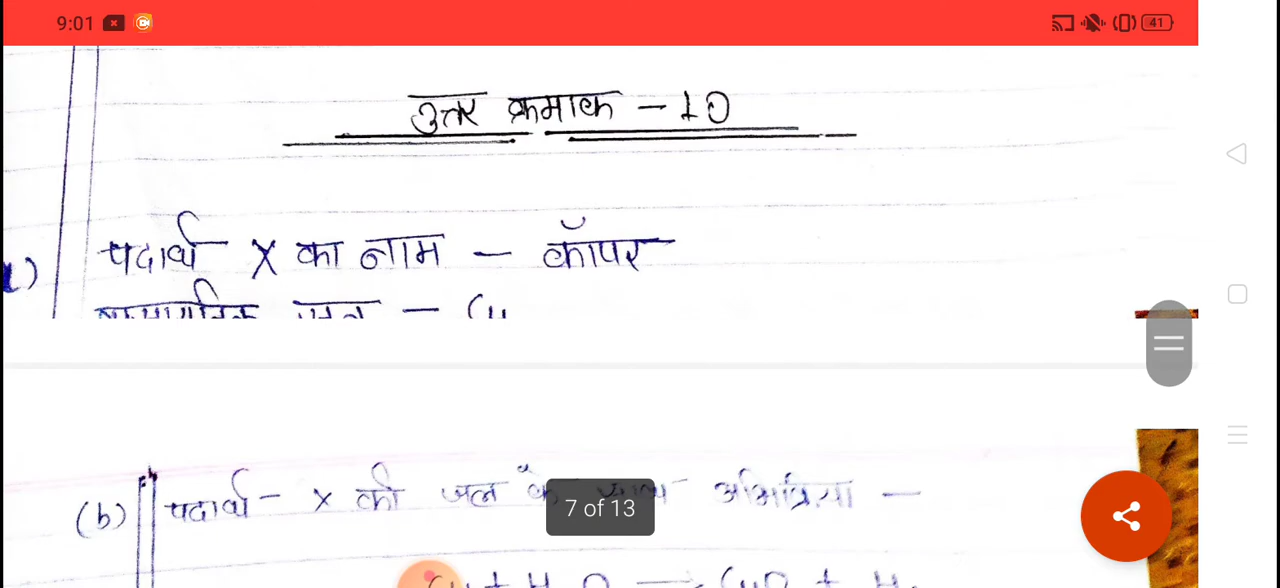 9:01
41
उत्तर क्रमाक - 10
पदार्थ X का नाम - कॉपर
(b) पदार्थ - X की जल के साथ अभिक्रिया -
7 of 13